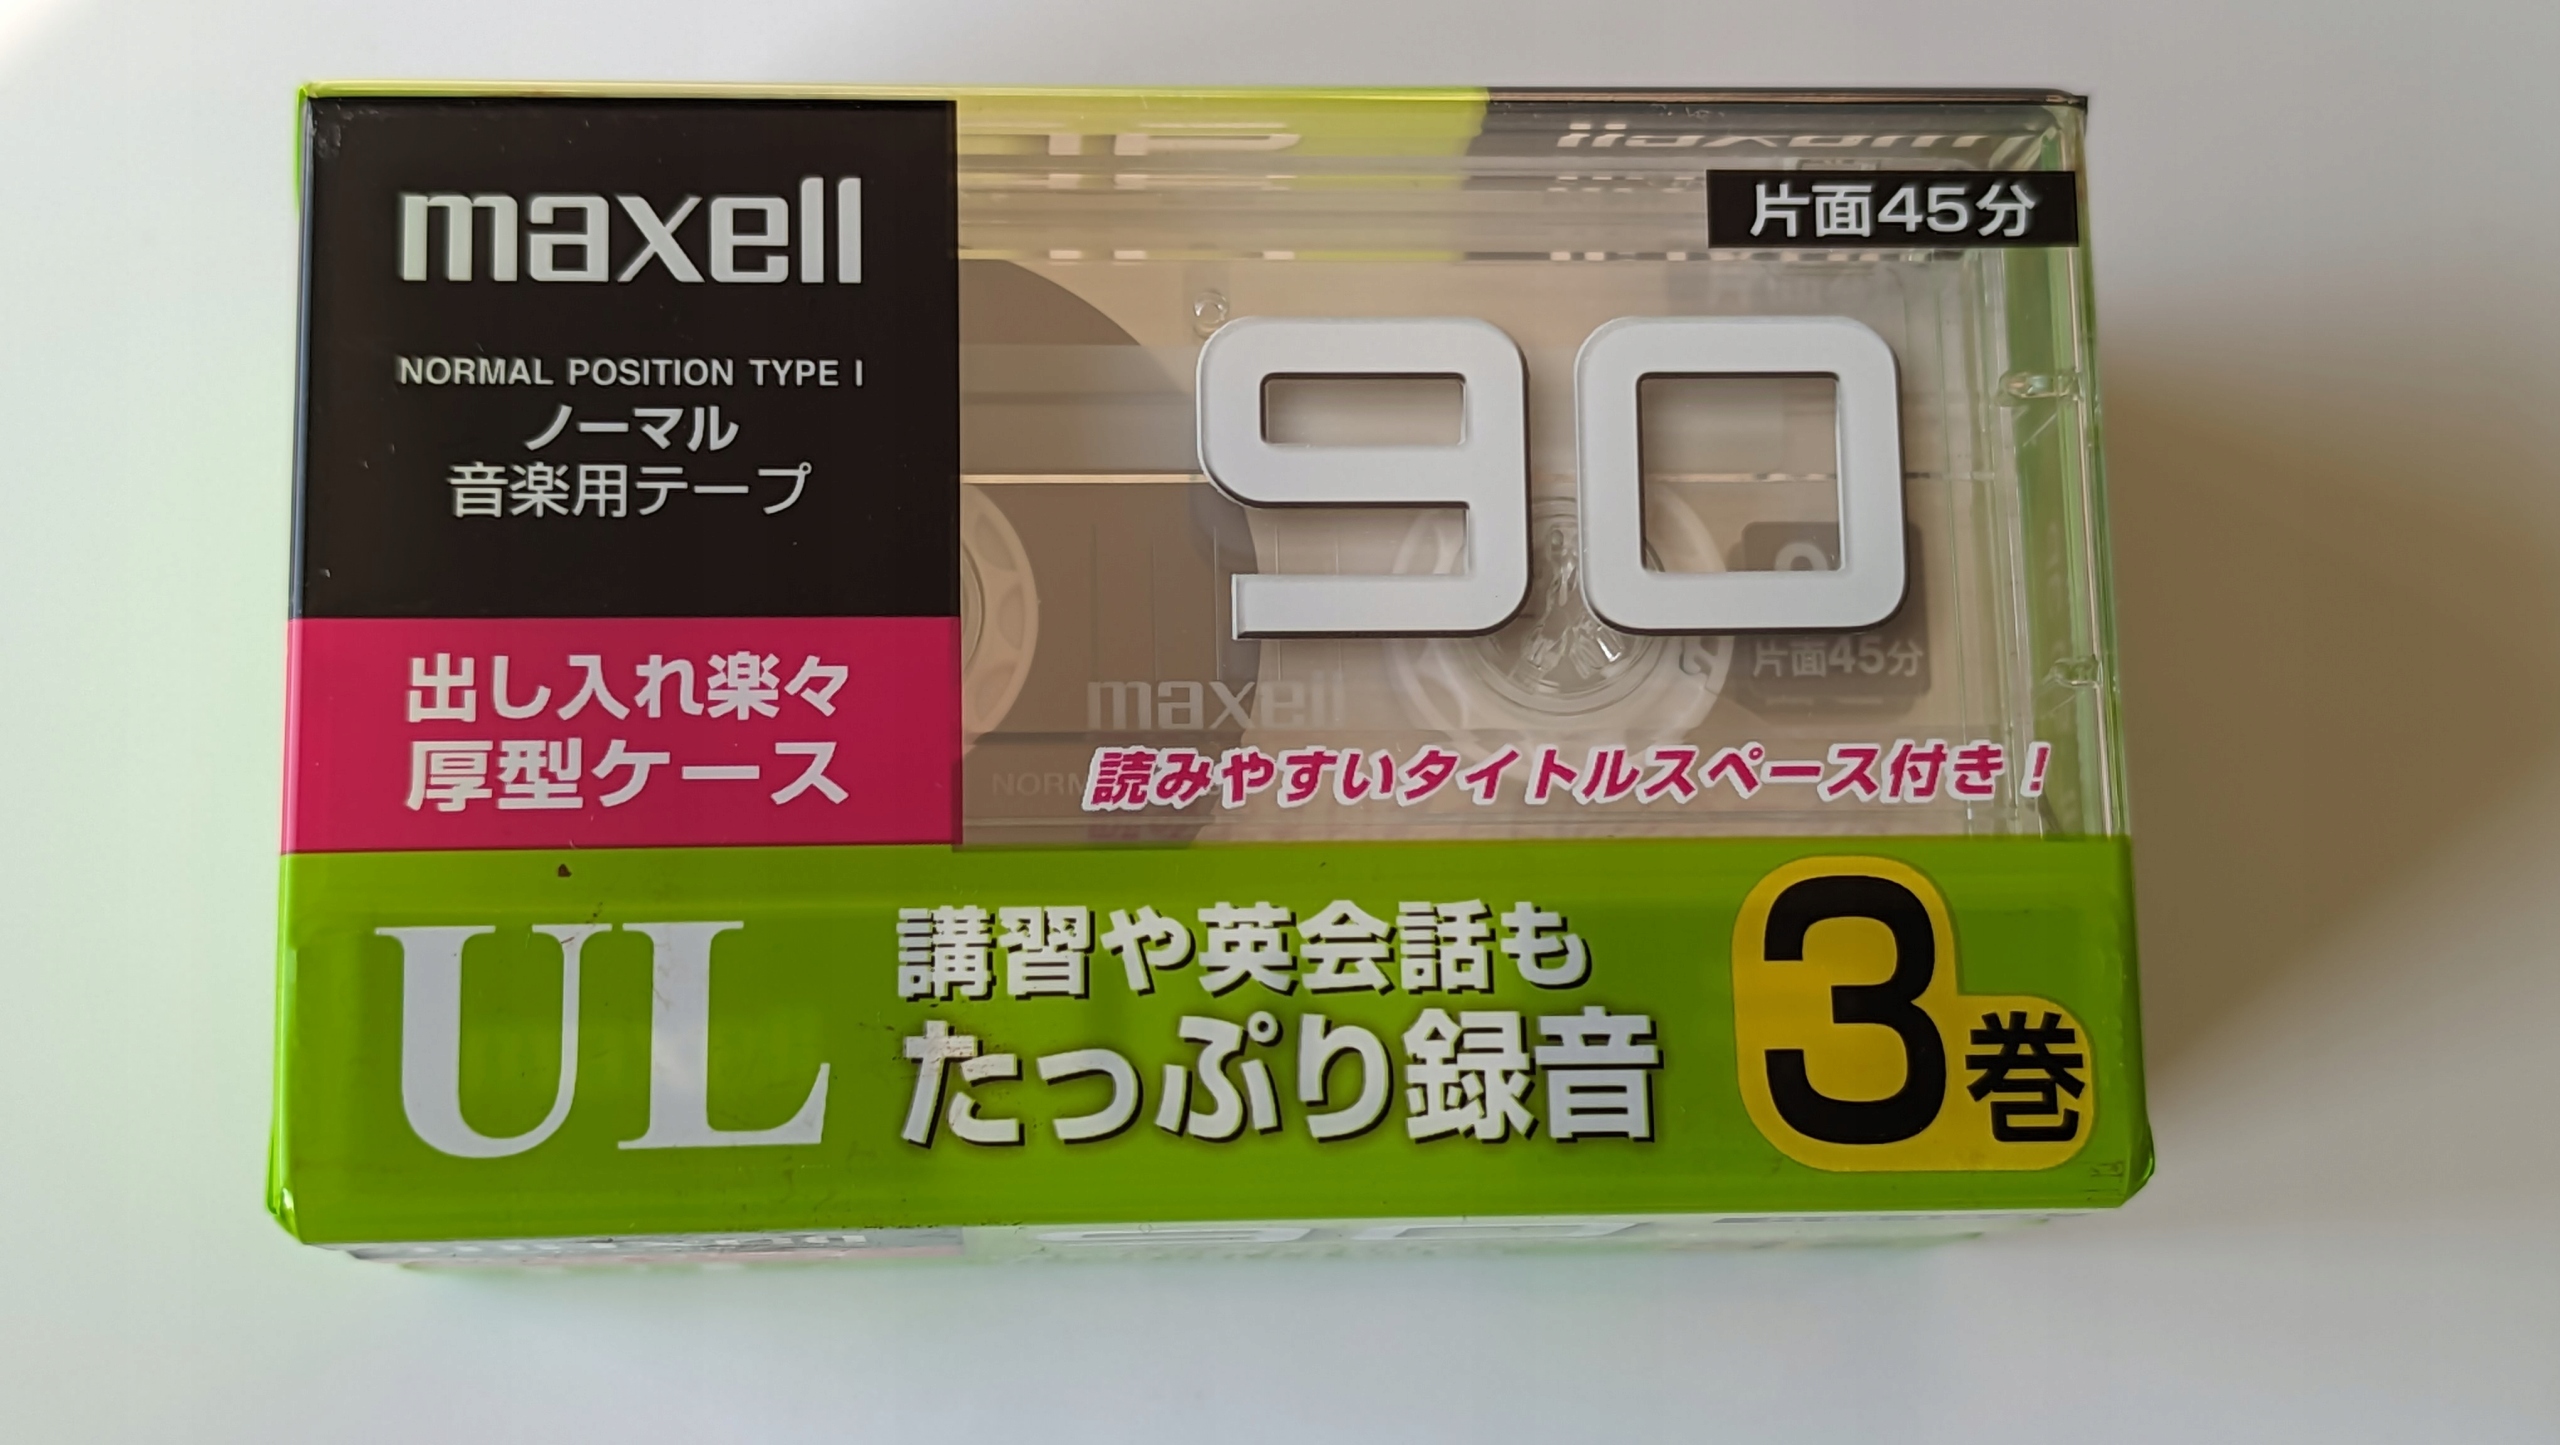 maxell
NORMAL POSITION TYPE I
ノーマル
音楽用テープ
出し入れ楽々
厚型ケース
片面45分
90
片面45分
maxell
読みやすいタイトルスペース付き!
UL
講習や英会話も
たっぷり録音
3巻